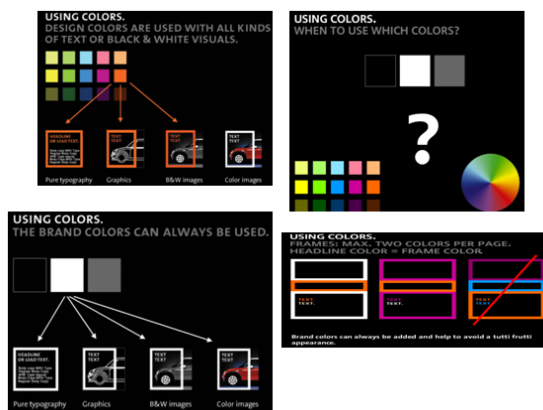 USING COLORS.
DESIGN COLORS ARE USED WITH ALL KINDS
OF TEXT OR BLACK & WHITE VISUALS.
HEADLINE
OR LEAD TEXT.
TEXT
TEXT
TEXT
TEXT
TEXT
TEXT
Pure typography
Graphics
B&W images
Color images
USING COLORS.
WHEN TO USE WHICH COLORS?
?
USING COLORS.
THE BRAND COLORS CAN ALWAYS BE USED.
HEADLINE
OR LEAD TEXT.
TEXT
TEXT
TEXT
TEXT
TEXT
TEXT
Pure typography
Graphics
B&W images
Color images
USING COLORS.
FRAMES: MAX. TWO COLORS PER PAGE.
HEADLINE COLOR = FRAME COLOR
TEXT.
TEXT.
TEXT.
TEXT.
TEXT.
TEXT.
Brand colors can always be added and help to avoid a tutti frutti
appearance.